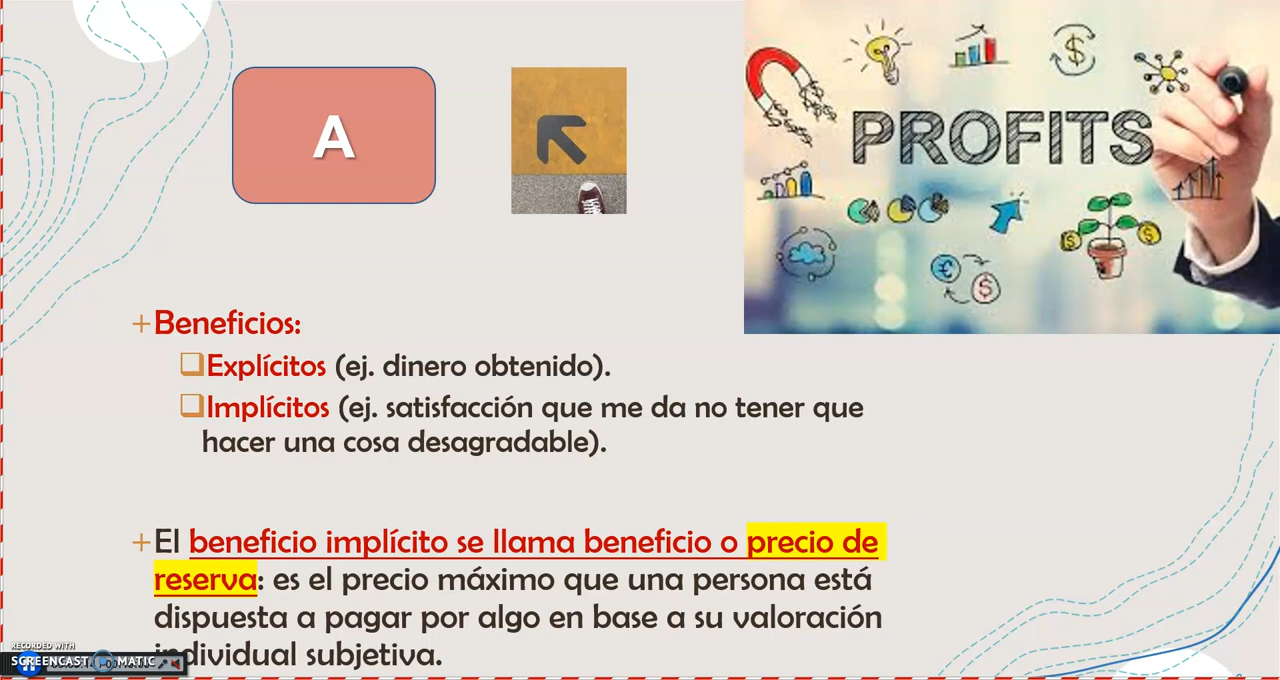 A
PROFITS
+Beneficios:
Explícitos (ej. dinero obtenido).
Implícitos (ej. satisfacción que me da no tener que
hacer una cosa desagradable).
+El beneficio implícito se llama beneficio o precio de
reserva: es el precio máximo que una persona está
dispuesta a pagar por algo en base a su valoración
individual subjetiva.
RECORDED WITH
SCREENCAST MATIC